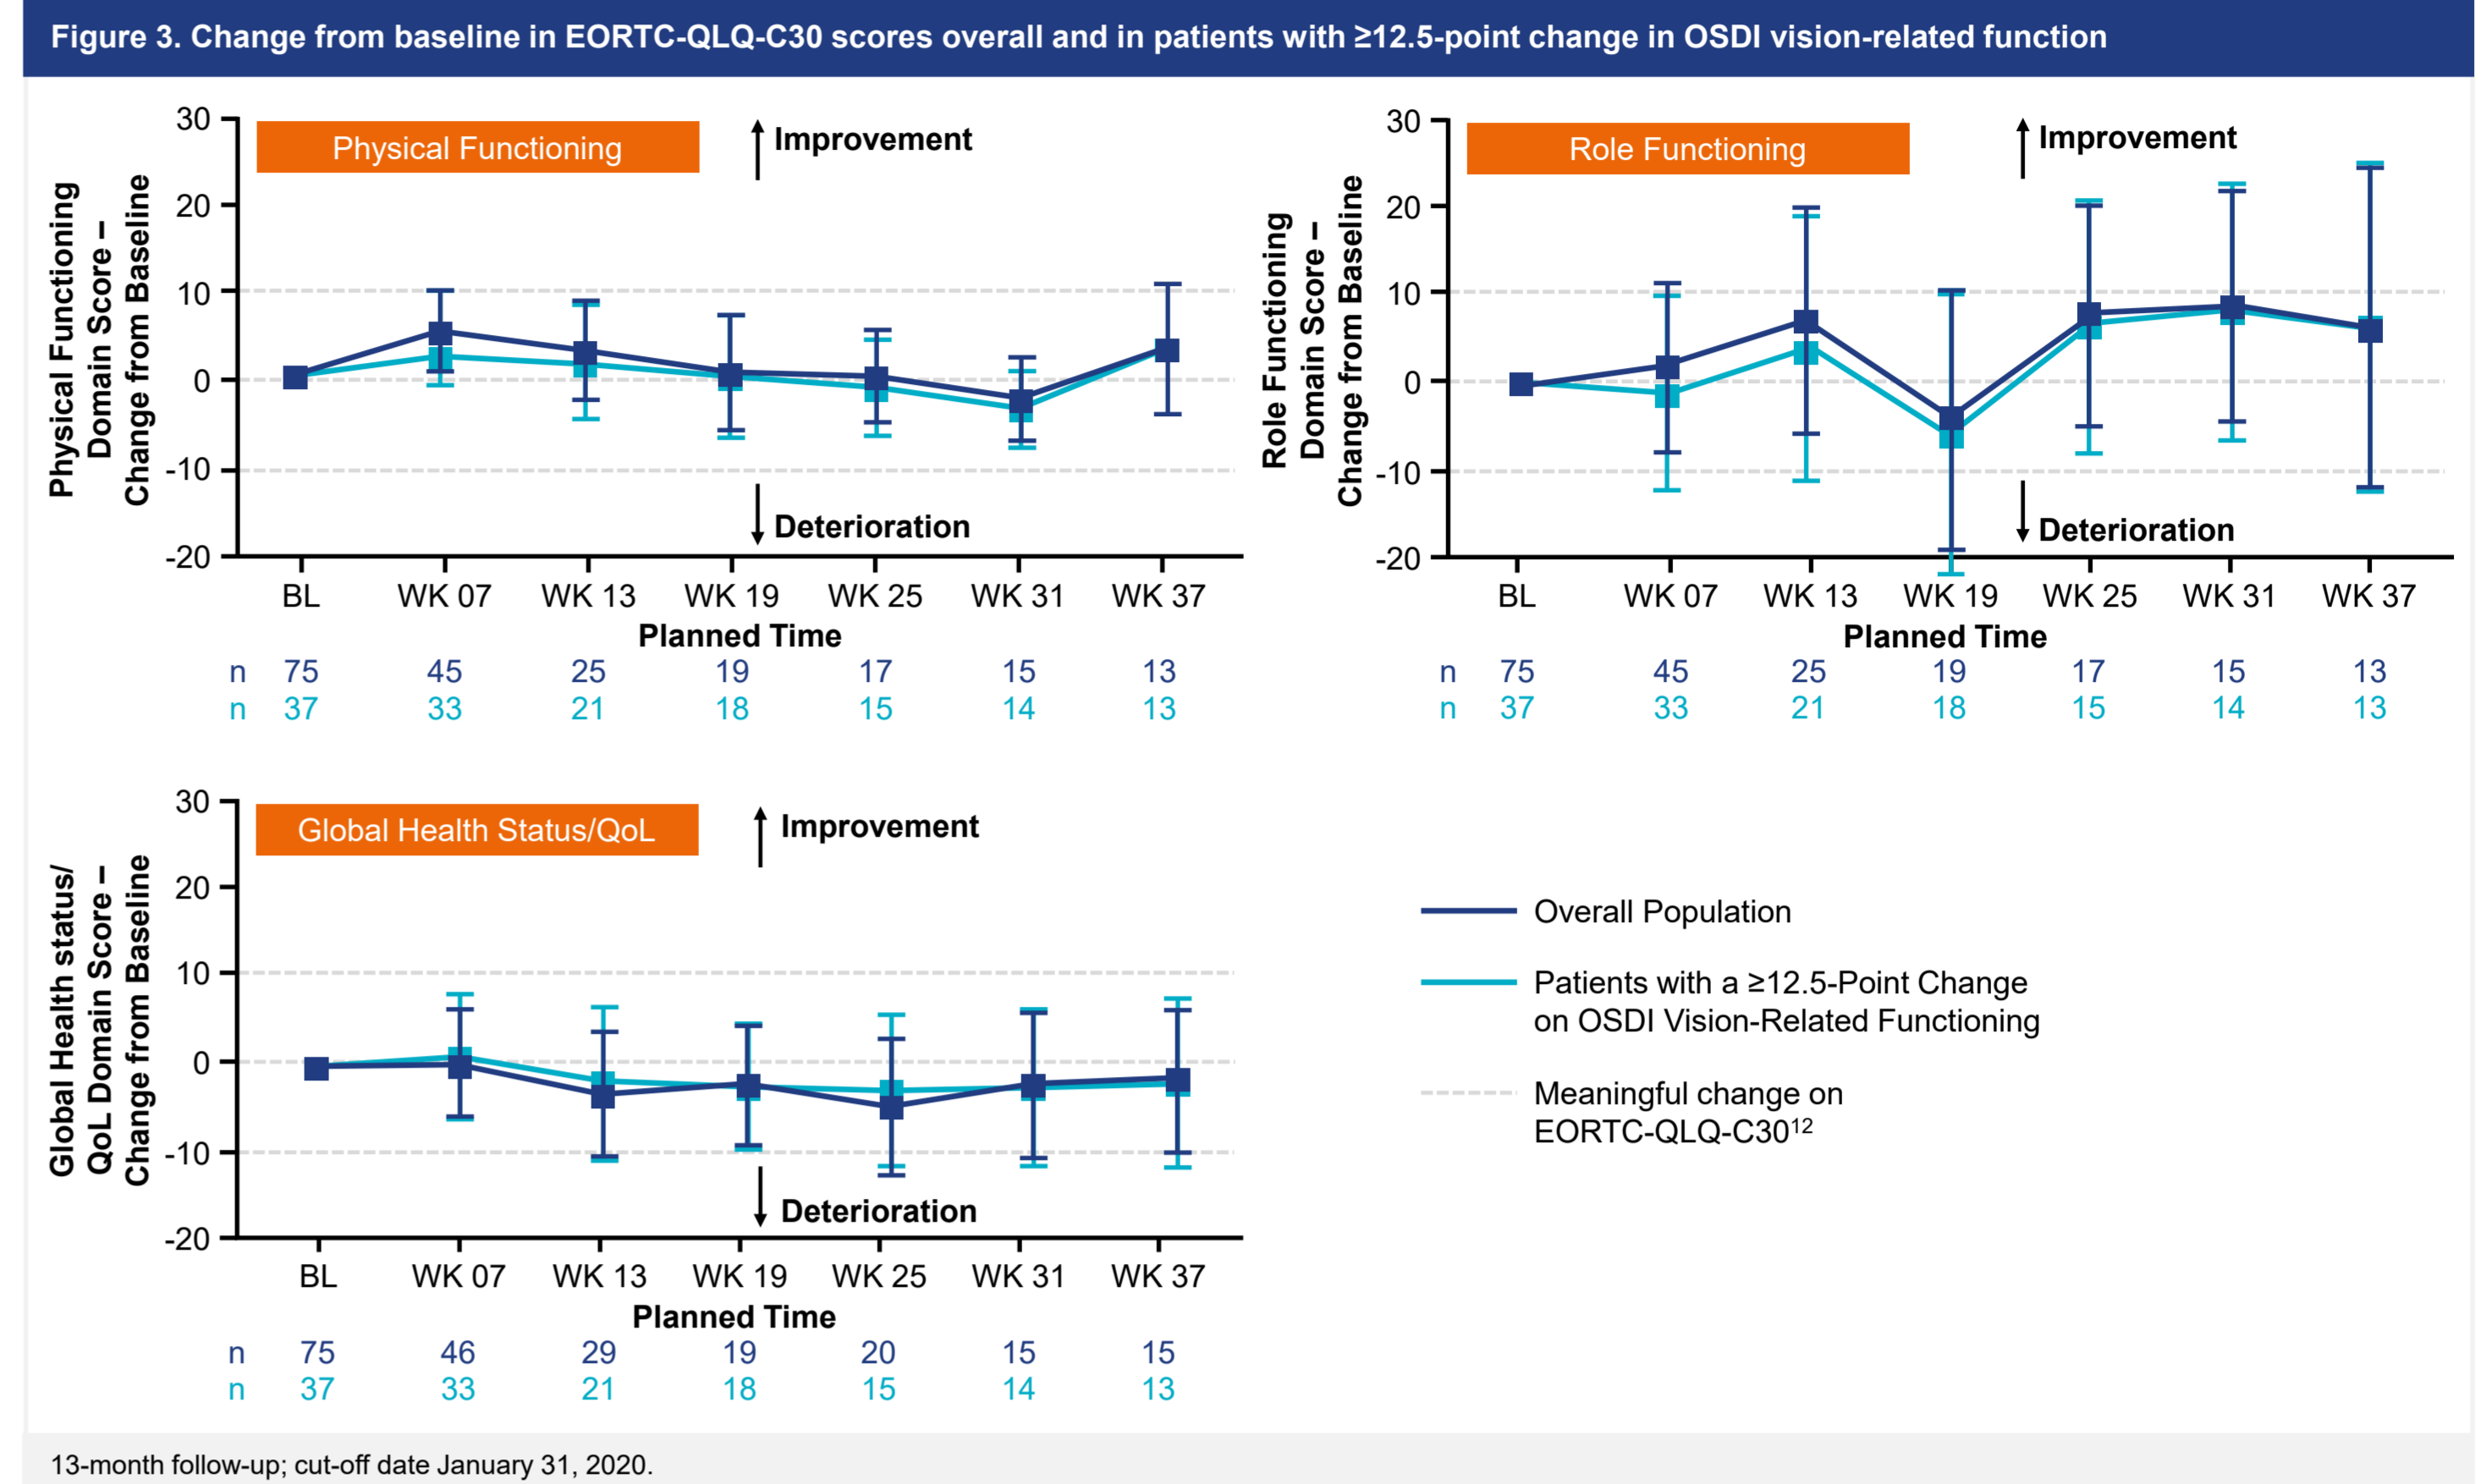 Figure 3. Change from baseline in EORTC-QLQ-C30 scores overall and in patients with ≥12.5-point change in OSDI vision-related function
Physical Functioning
Domain Score –
Change from Baseline
30
20
10
0
-10
-20
Physical Functioning
Improvement
Deterioration
BL WK 07 WK 13 WK 19 WK 25 WK 31 WK 37
Planned Time
n 75 45 25 19 17 15 13
n 37 33 21 18 15 14 13
Role Functioning
Domain Score –
Change from Baseline
30
20
10
0
-10
-20
Role Functioning
Improvement
Deterioration
BL WK 07 WK 13 WK 19 WK 25 WK 31 WK 37
Planned Time
n 75 45 25 19 17 15 13
n 37 33 21 18 15 14 13
Global Health status/
QoL Domain Score –
Change from Baseline
30
20
10
0
-10
-20
Global Health Status/QoL
Improvement
Deterioration
BL WK 07 WK 13 WK 19 WK 25 WK 31 WK 37
Planned Time
n 75 46 29 19 20 15 15
n 37 33 21 18 15 14 13
Overall Population
Patients with a ≥12.5-Point Change
on OSDI Vision-Related Functioning
Meaningful change on
EORTC-QLQ-C30¹²
13-month follow-up; cut-off date January 31, 2020.